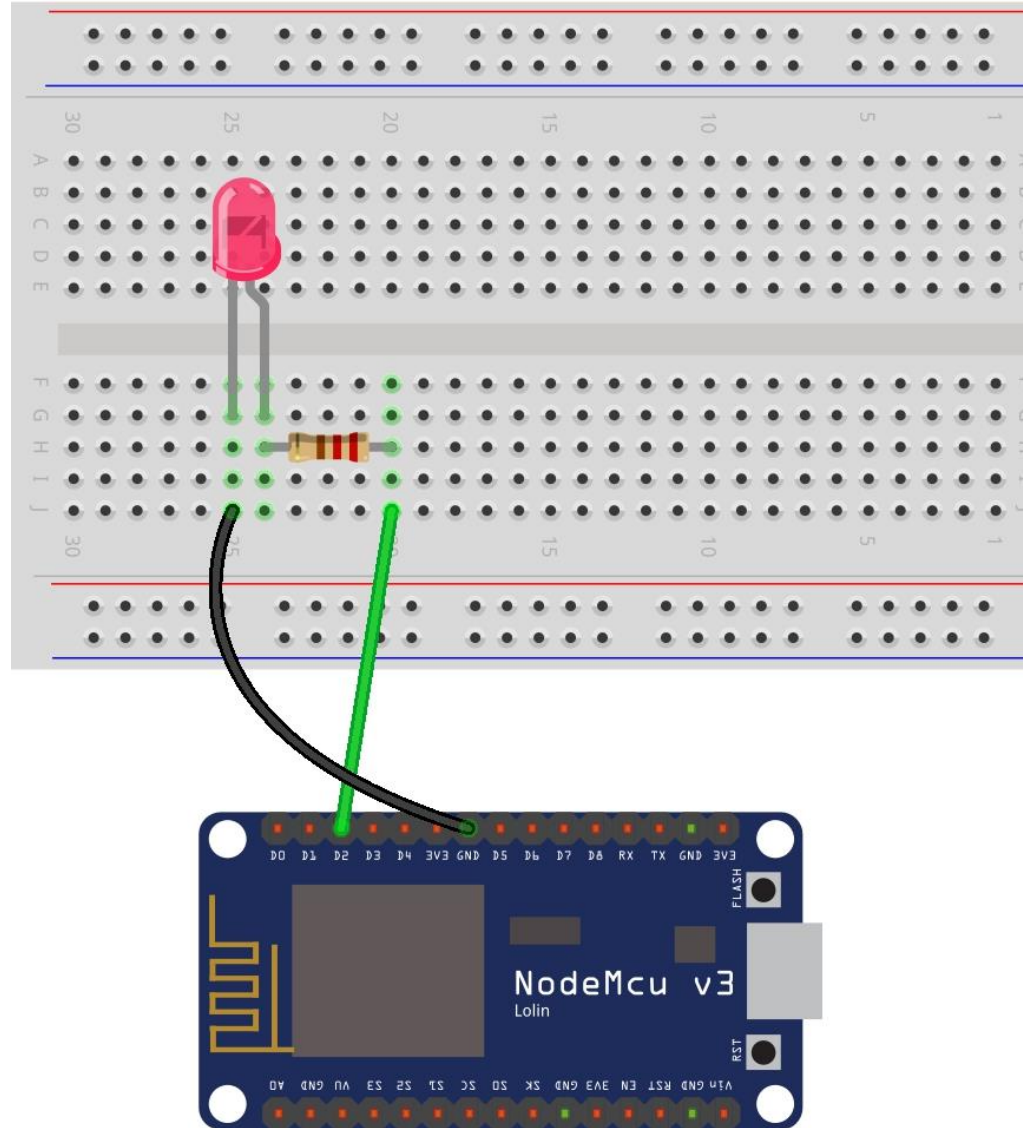 30 25 20 15 10 5 1
A
B
C
D
E
F
G
H
I
J
30 15 10 5 1
D0 D1 D2 D3 D4 3V3 GND D5 D6 D7 D8 RX TX GND 3V3
FLASH
NodeMcu v3
Lolin
RST
A0 GND VU S3 S2 S1 SC SO SK GND 3V3 EN RST GND Vin